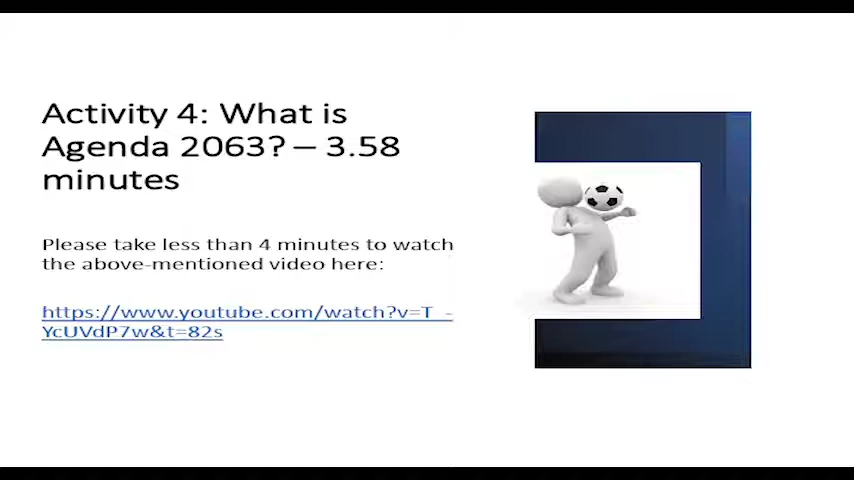 Activity 4: What is
Agenda 2063? – 3.58
minutes
Please take less than 4 minutes to watch
the above-mentioned video here:
https://www.youtube.com/watch?v=T_-
YcUVdP7w&t=82s